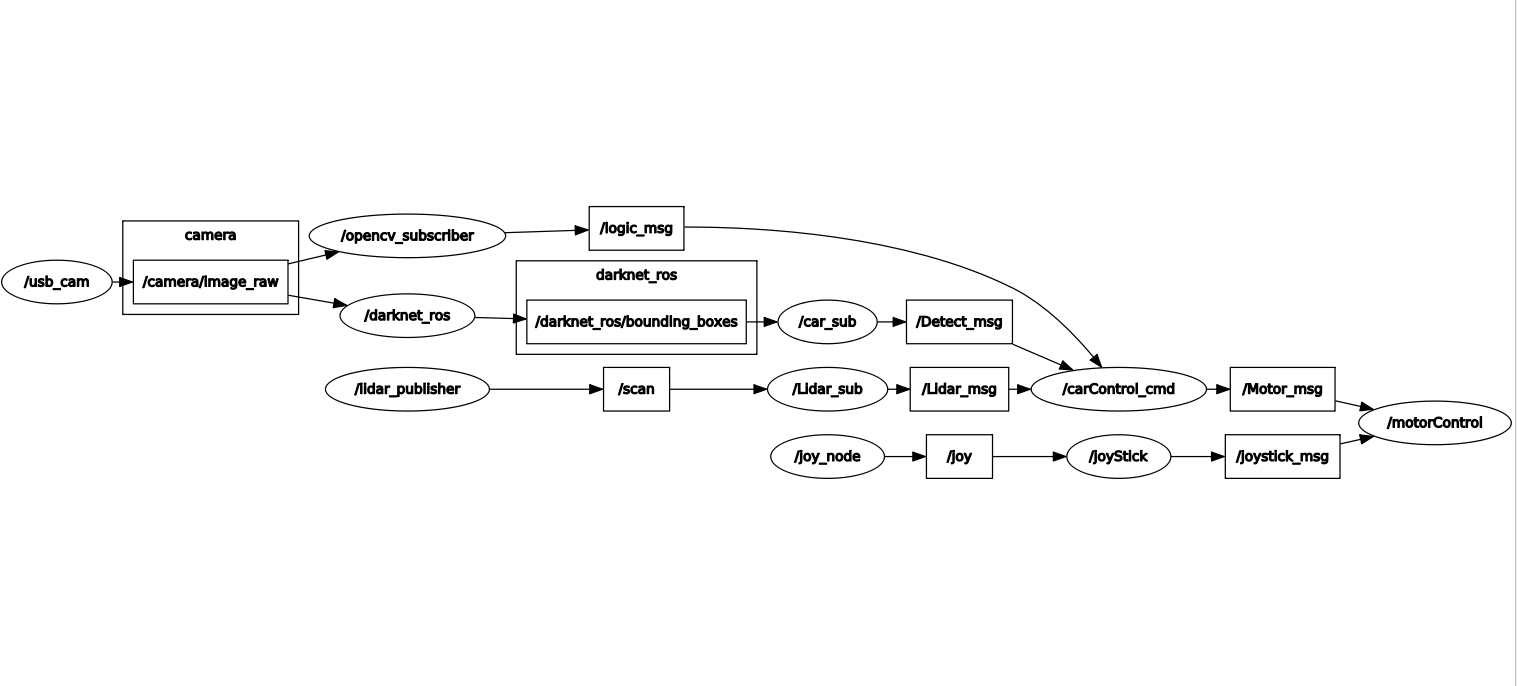 camera
/usb_cam
/camera/image_raw
/opencv_subscriber
/logic_msg
/darknet_ros
darknet_ros
/darknet_ros/bounding_boxes
/car_sub
/Detect_msg
/lidar_publisher
/scan
/Lidar_sub
/Lidar_msg
/carControl_cmd
/Motor_msg
/motorControl
/joy_node
/joy
/joyStick
/joystick_msg